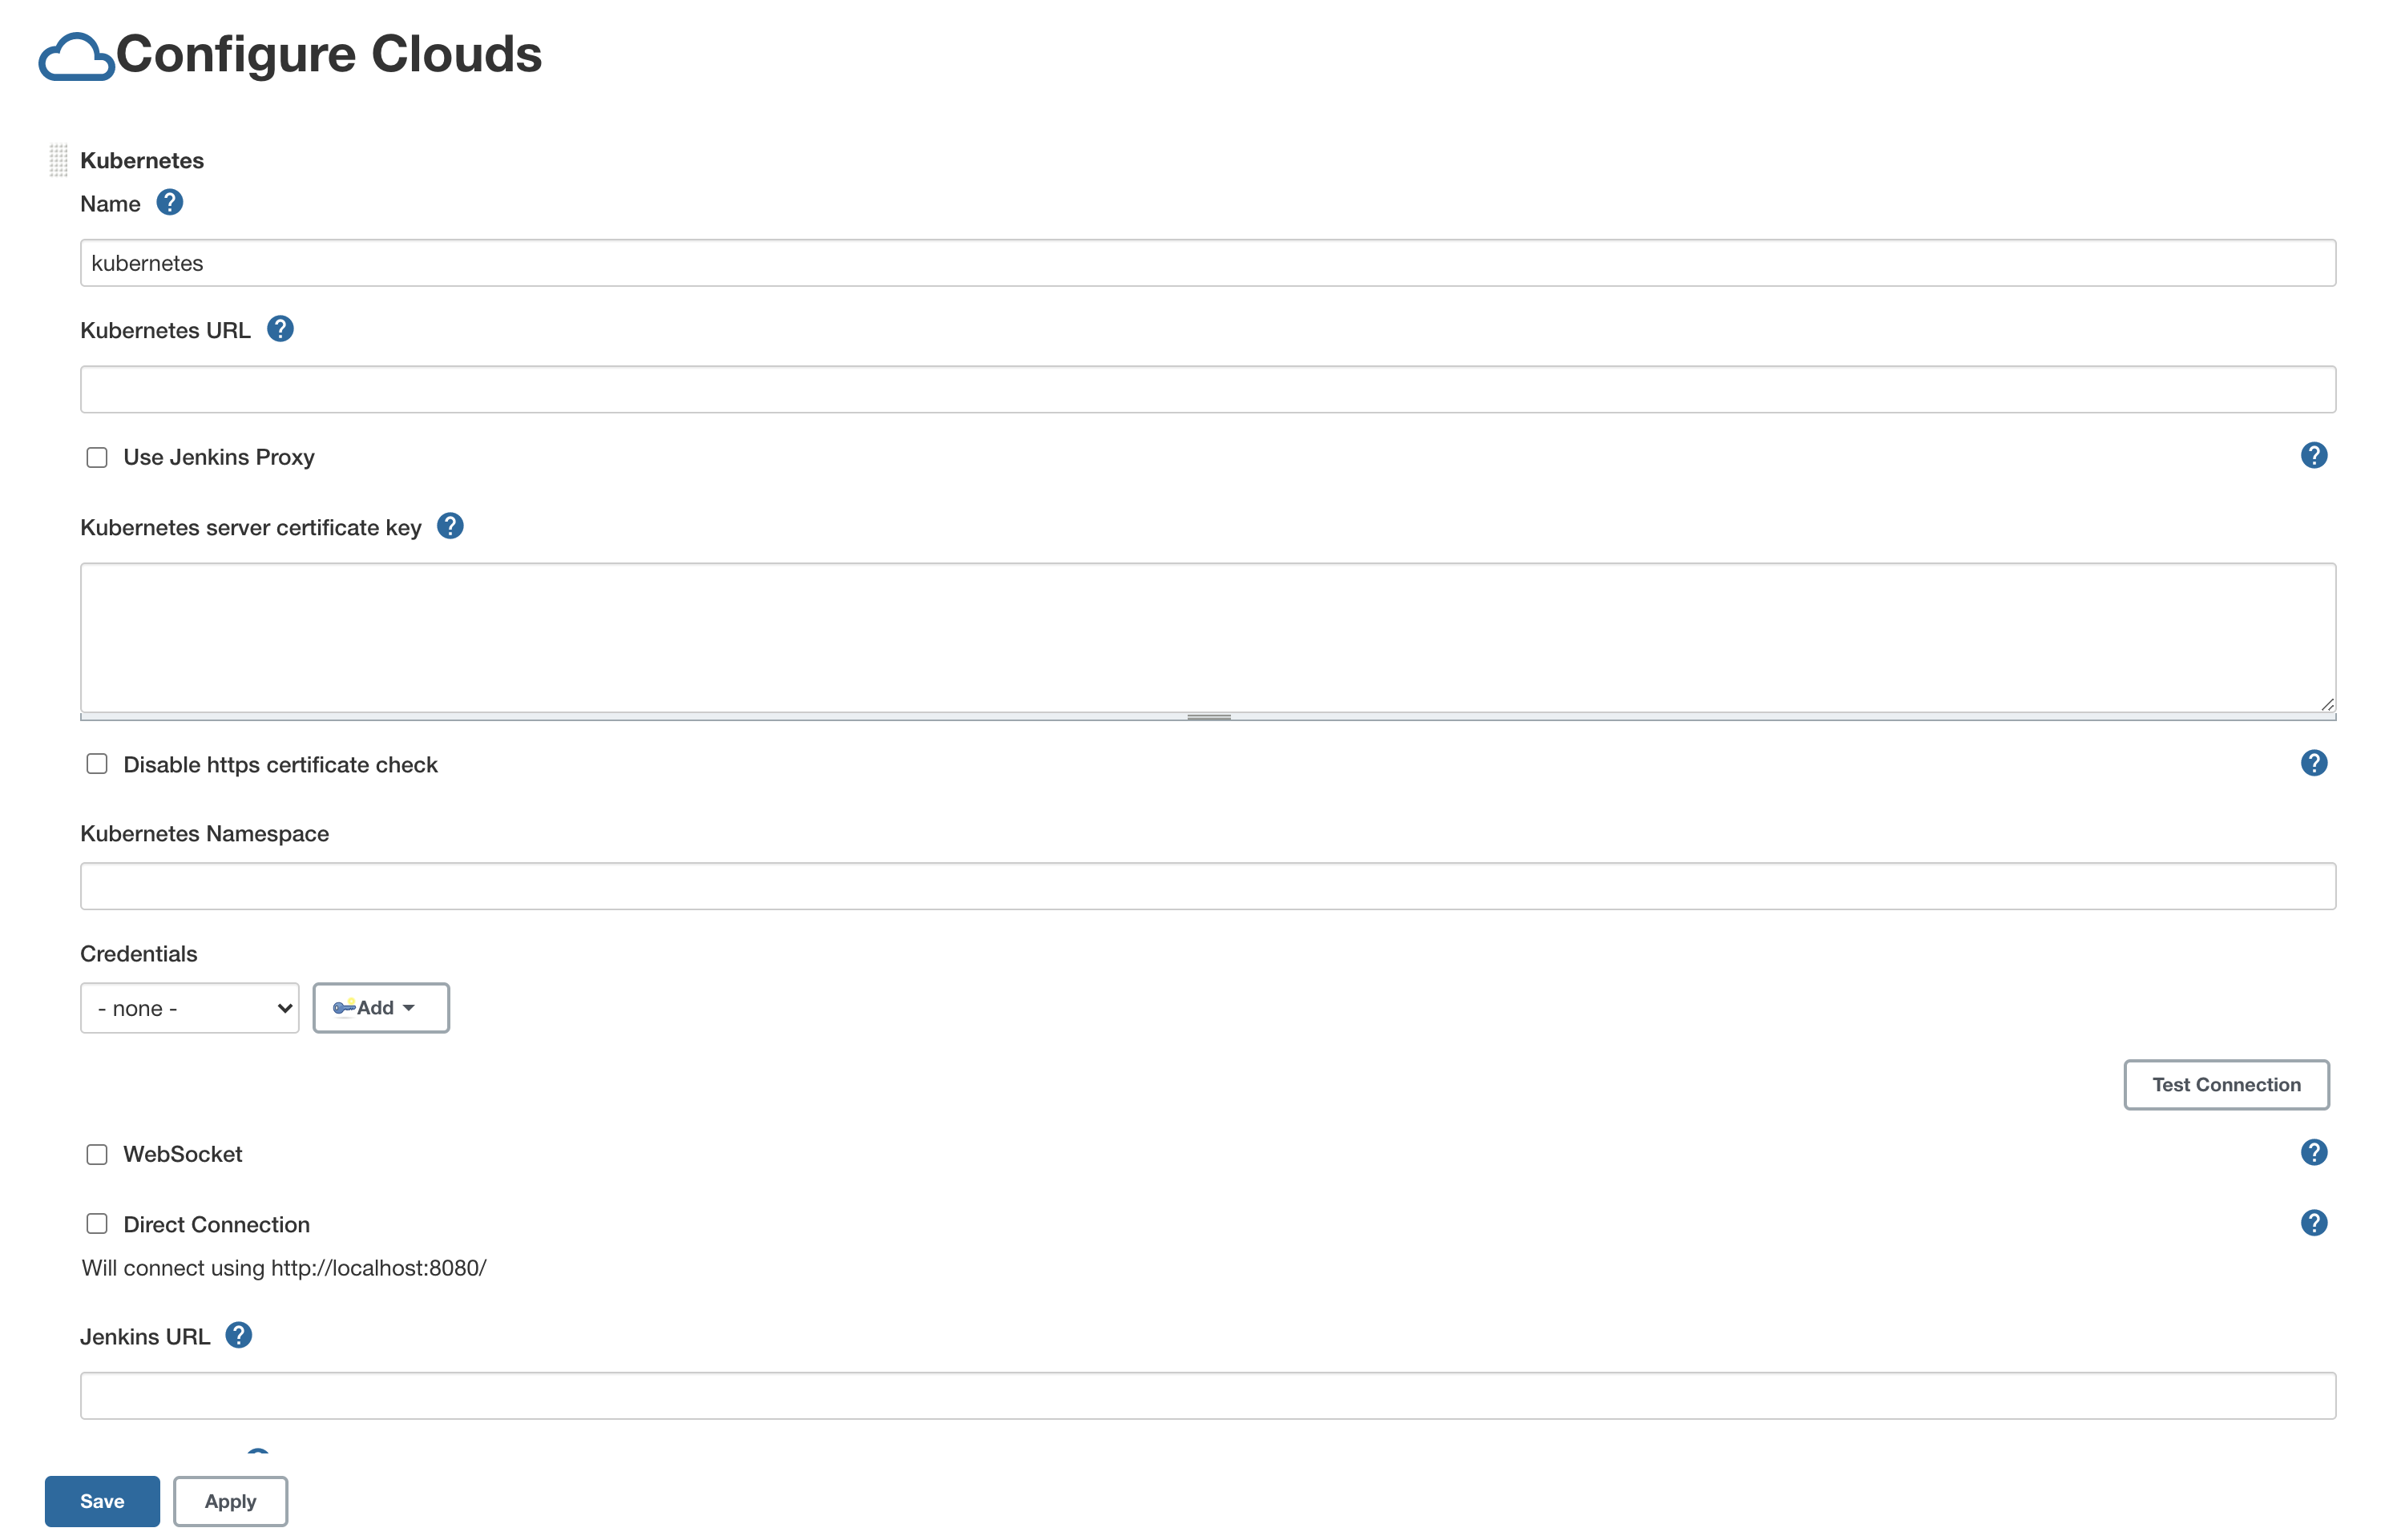 Configure Clouds
Kubernetes
Name ?
kubernetes
Kubernetes URL ?
Use Jenkins Proxy ?
Kubernetes server certificate key ?
Disable https certificate check ?
Kubernetes Namespace
Credentials
- none - Add
Test Connection
WebSocket ?
Direct Connection ?
Will connect using http://localhost:8080/
Jenkins URL ?
Save Apply